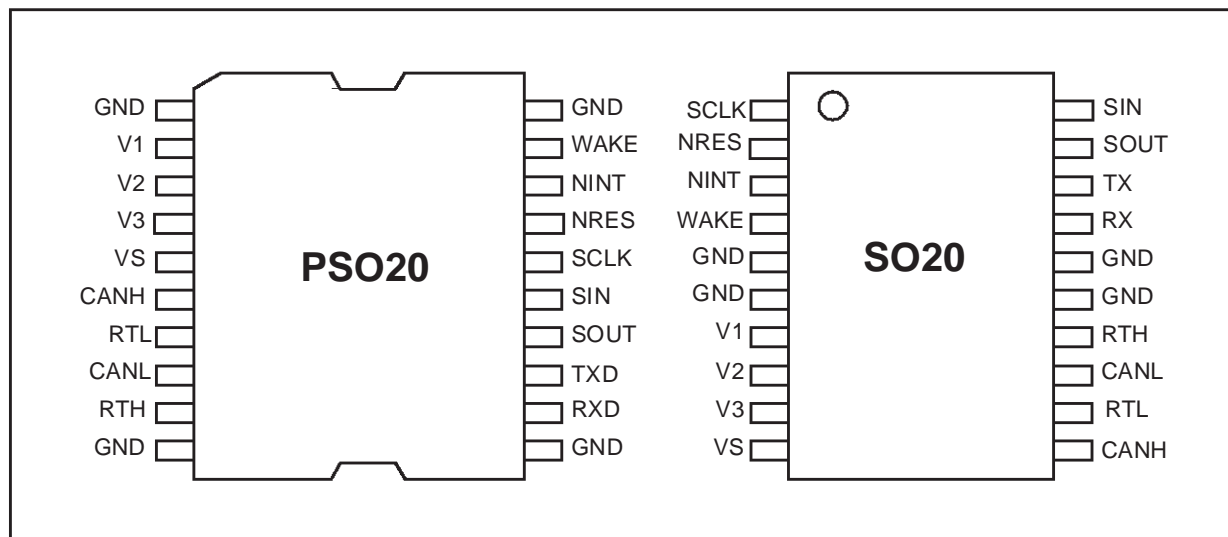 GND GND
V1 WAKE
V2 NINT
V3 NRES
VS SCLK
CANH SIN
RTL SOUT
CANL TXD
RTH RXD
GND GND
PSO20
SCLK SIN
NRES SOUT
NINT TX
WAKE RX
GND GND
GND GND
V1 RTH
V2 CANL
V3 RTL
VS CANH
SO20